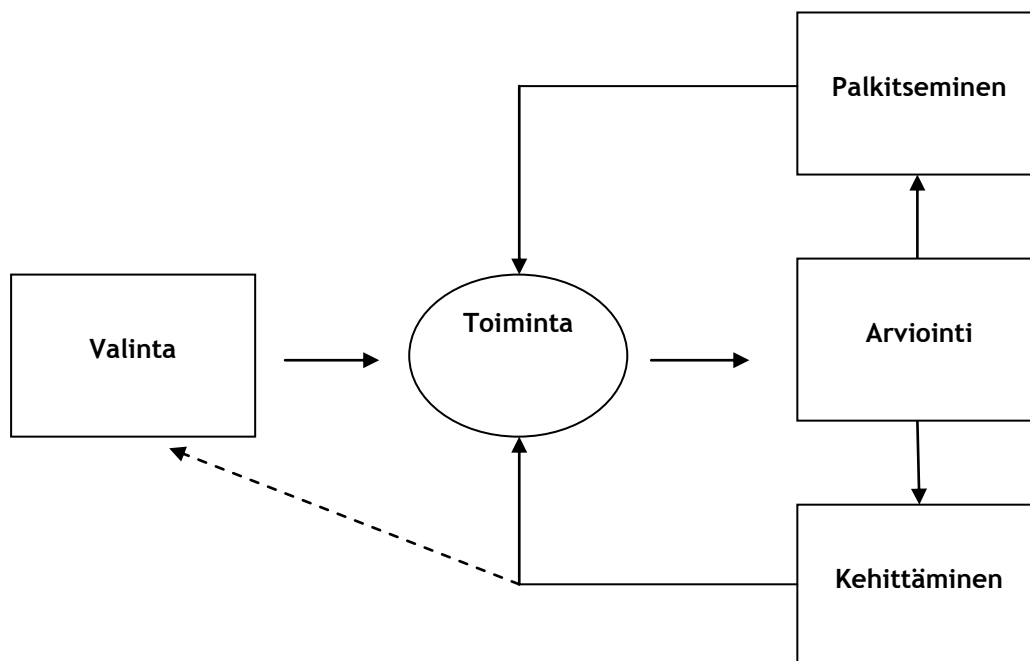 Palkitseminen
Toiminta
Valinta
Arviointi
Kehittäminen